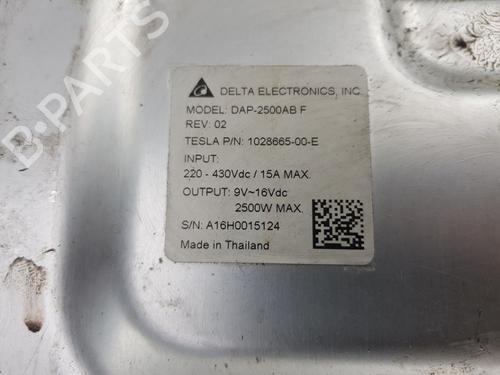 DELTA ELECTRONICS, INC
MODEL: DAP-2500AB F
REV: 02
TESLA P/N: 1028665-00-E
INPUT:
220 - 430Vdc / 15A MAX.
OUTPUT: 9V~16Vdc
2500W MAX.
S/N: A16H0015124
Made in Thailand
B-PARTS